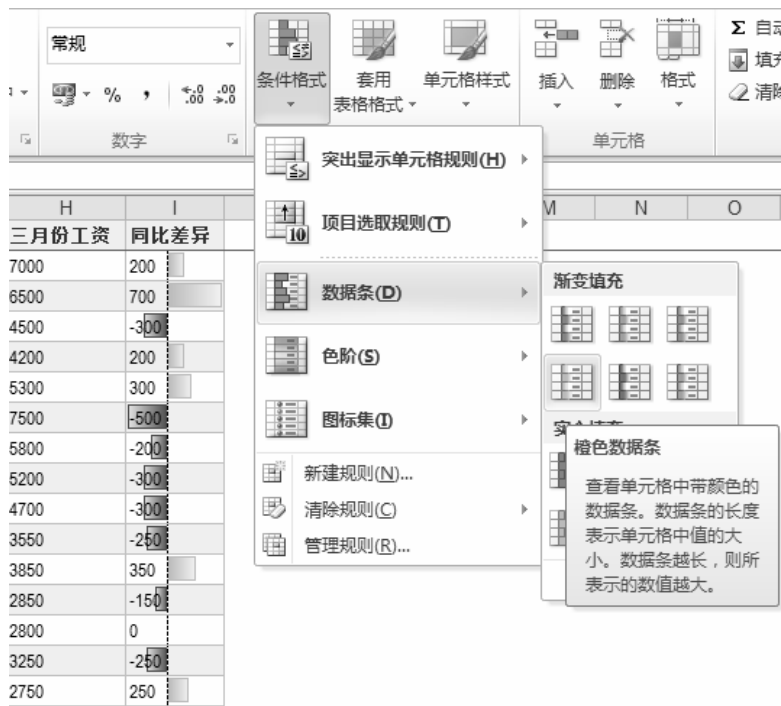 常规
Σ 自动
填充
清除
条件格式
套用
表格格式
单元格样式
插入
删除
格式
%
,
.0
.00
.00
.0
数字
单元格
突出显示单元格规则(H)
项目选取规则(T)
10
数据条(D)
色阶(S)
图标集(I)
新建规则(N)...
清除规则(C)
管理规则(R)...
渐变填充
橙色数据条
查看单元格中带颜色的
数据条。数据条的长度
表示单元格中值的大
小。数据条越长，则所
表示的数值越大。
H I M N O
三月份工资 同比差异
7000 200
6500 700
4500 -300
4200 200
5300 300
7500 -500
5800 -200
5200 -300
4700 -300
3550 -250
3850 350
2850 -150
2800 0
3250 -250
2750 250